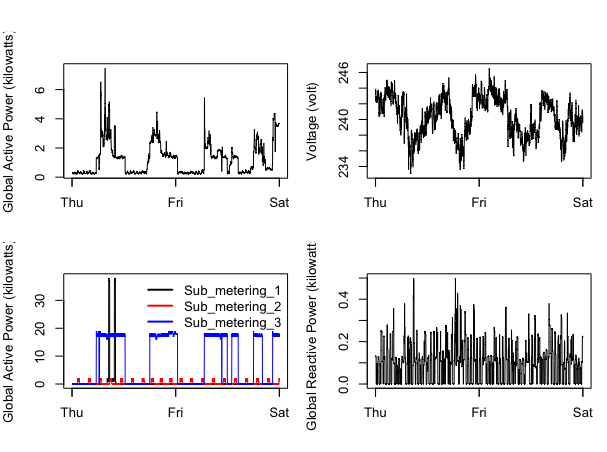 Global Active Power (kilowatts)
0 2 4 6
Thu Fri Sat
Voltage (volt)
234 240 246
Thu Fri Sat
Global Active Power (kilowatts)
0 10 20 30
Sub_metering_1
Sub_metering_2
Sub_metering_3
Thu Fri Sat
Global Reactive Power (kilowatt
0.0 0.2 0.4
Thu Fri Sat